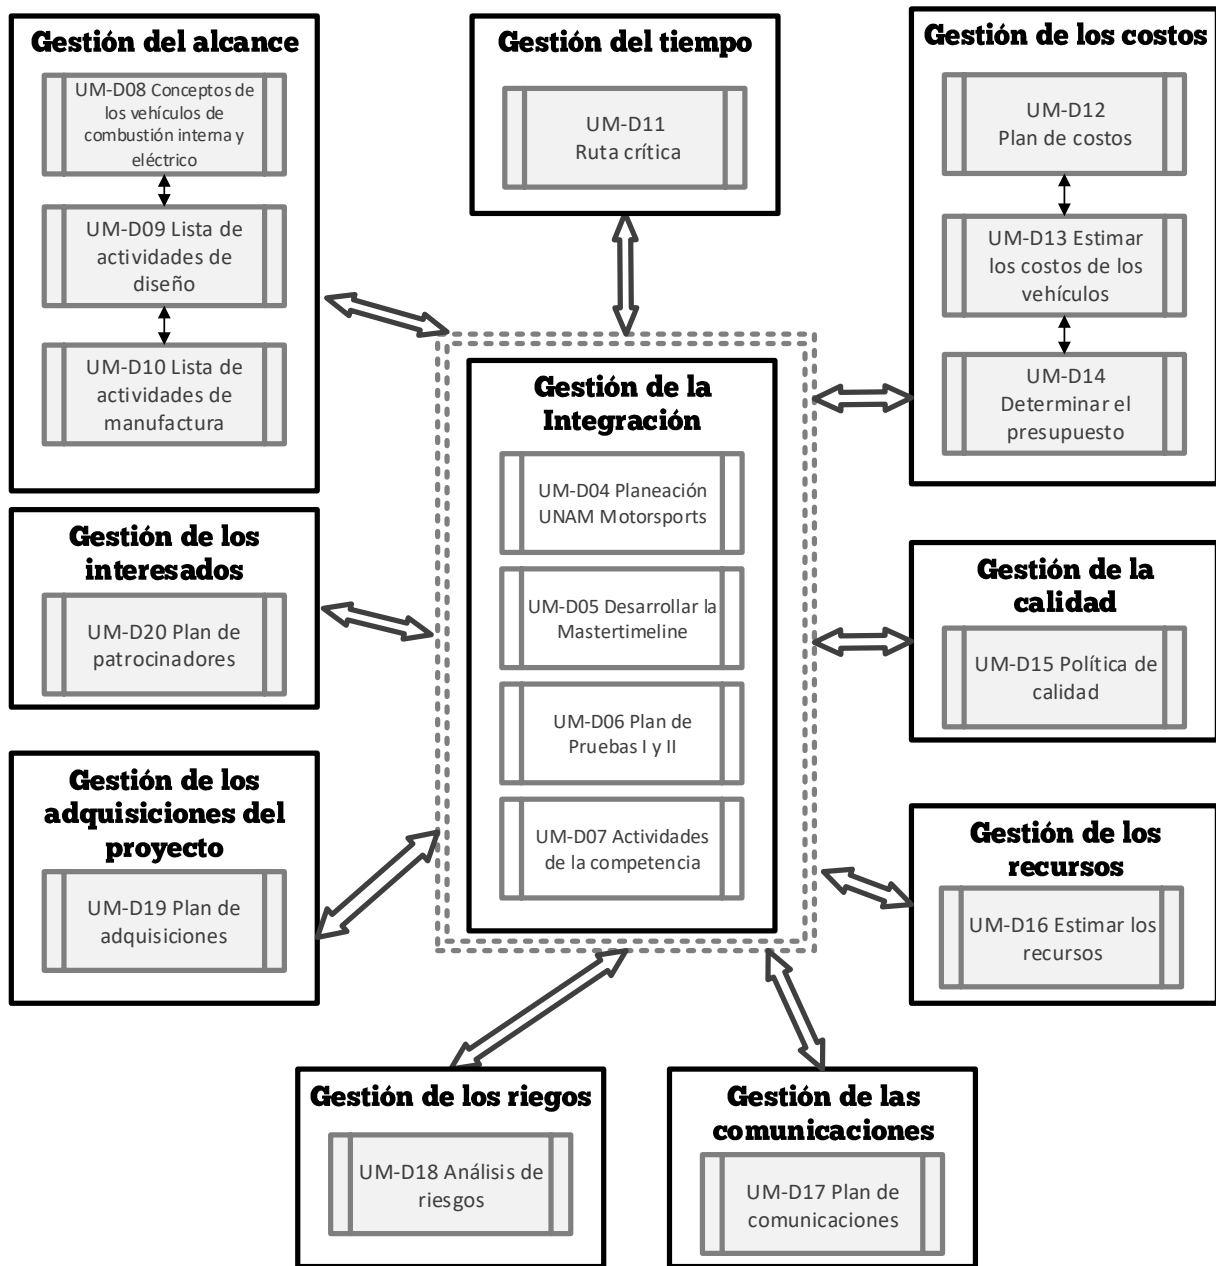 Gestión del alcance
UM-D08 Conceptos de
los vehículos de
combustión interna y
eléctrico
UM-D09 Lista de
actividades de
diseño
UM-D10 Lista de
actividades de
manufactura
Gestión del tiempo
UM-D11
Ruta crítica
Gestión de los costos
UM-D12
Plan de costos
UM-D13 Estimar
los costos de los
vehículos
UM-D14
Determinar el
presupuesto
Gestión de la
Integración
UM-D04 Planeación
UNAM Motorsports
UM-D05 Desarrollar la
Mastertimeline
UM-D06 Plan de
Pruebas I y II
UM-D07 Actividades
de la competencia
Gestión de los
interesados
UM-D20 Plan de
patrocinadores
Gestión de la
calidad
UM-D15 Política de
calidad
Gestión de los
adquisiciones del
proyecto
UM-D19 Plan de
adquisiciones
Gestión de los
recursos
UM-D16 Estimar los
recursos
Gestión de los riegos
UM-D18 Análisis de
riesgos
Gestión de las
comunicaciones
UM-D17 Plan de
comunicaciones